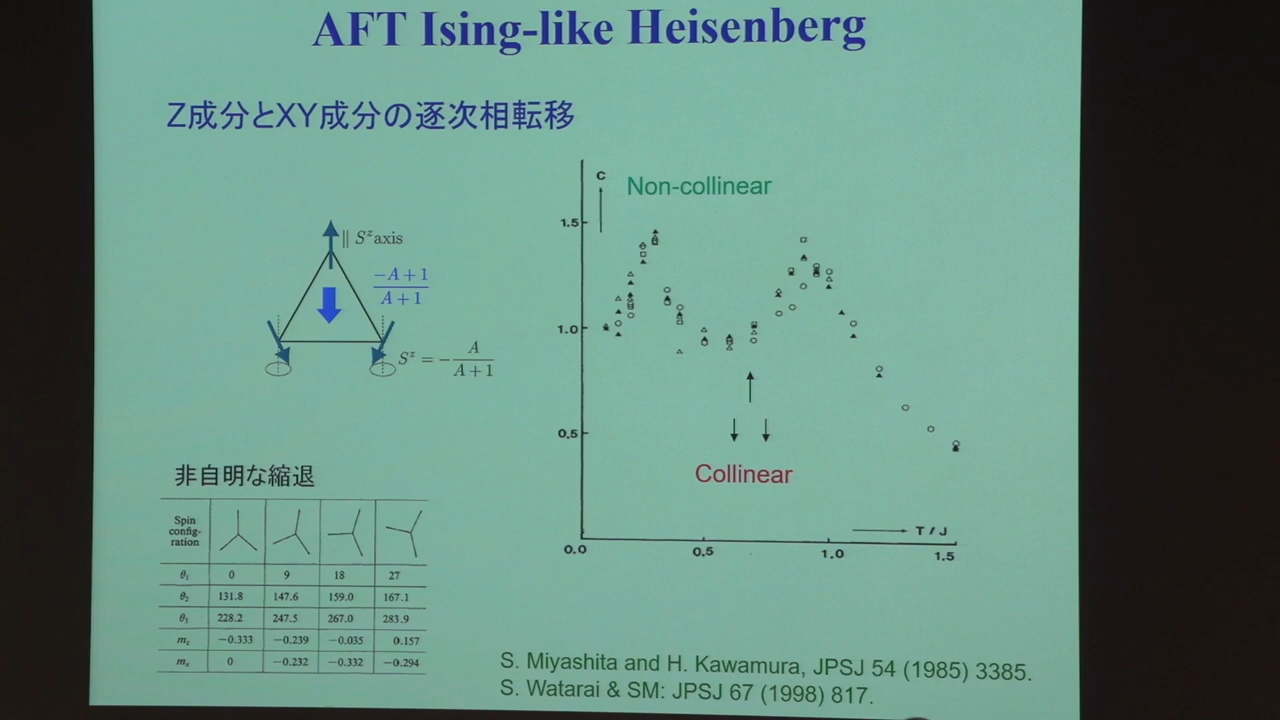 AFT Ising-like Heisenberg
Z成分とXY成分の逐次相転移
∥ S^z axis
(−A + 1)/(A + 1)
S^z = − A/(A + 1)
非自明な縮退
Spin config-ration
θ₁ 0 9 18 27
θ₂ 131.8 147.6 159.0 167.1
θ₃ 228.2 247.5 267.0 283.9
m_z −0.333 −0.239 −0.035 0.157
m_x 0 −0.232 −0.332 −0.294
C
Non-collinear
1.5
1.0
0.5
0.0
0.5
1.0
1.5
T / J
Collinear
S. Miyashita and H. Kawamura, JPSJ 54 (1985) 3385.
S. Watarai & SM: JPSJ 67 (1998) 817.